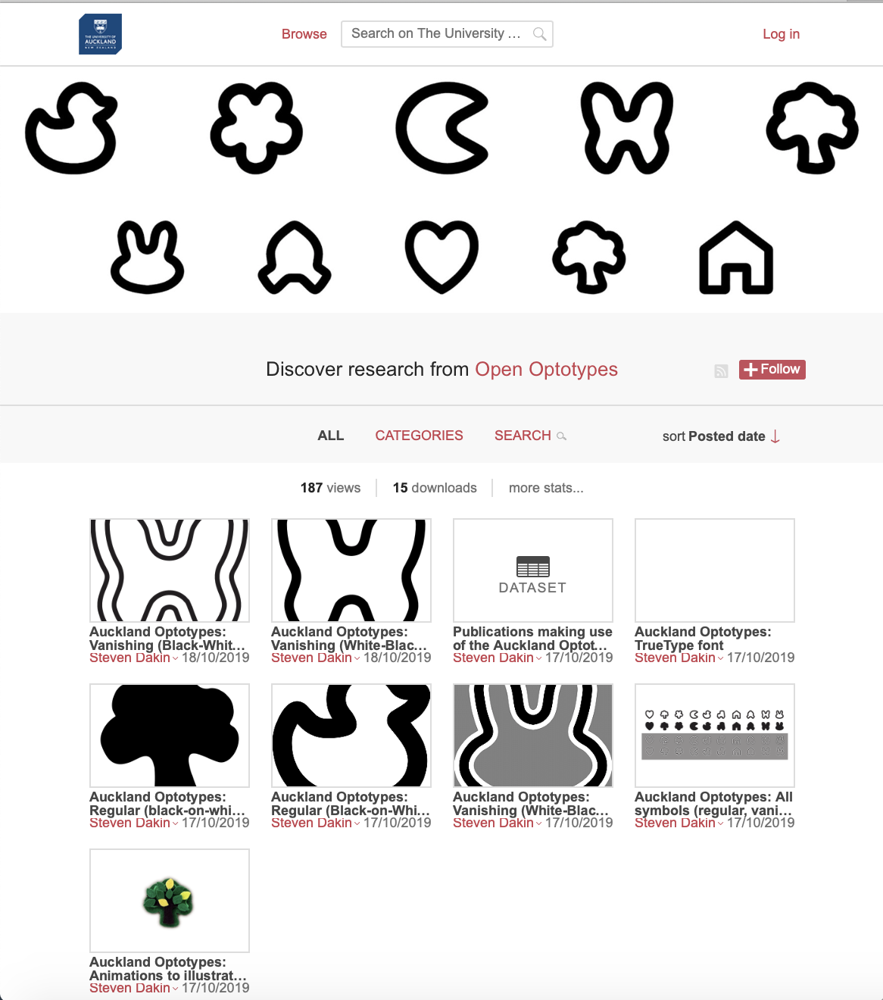 THE UNIVERSITY OF
AUCKLAND
NEW ZEALAND
Browse
Search on The University ...
Log in
Discover research from Open Optotypes
Follow
ALL
CATEGORIES
SEARCH
sort Posted date
187 views
15 downloads
more stats...
Auckland Optotypes:
Vanishing (Black-Whit...
Steven Dakin 18/10/2019
Auckland Optotypes:
Vanishing (White-Blac...
Steven Dakin 18/10/2019
DATASET
Publications making use
of the Auckland Optot...
Steven Dakin 17/10/2019
Auckland Optotypes:
TrueType font
Steven Dakin 17/10/2019
Auckland Optotypes:
Regular (black-on-whi...
Steven Dakin 17/10/2019
Auckland Optotypes:
Regular (Black-on-Whi...
Steven Dakin 17/10/2019
Auckland Optotypes:
Vanishing (White-Blac...
Steven Dakin 17/10/2019
Auckland Optotypes: All
symbols (regular, vani...
Steven Dakin 17/10/2019
Auckland Optotypes:
Animations to illustrat...
Steven Dakin 17/10/2019